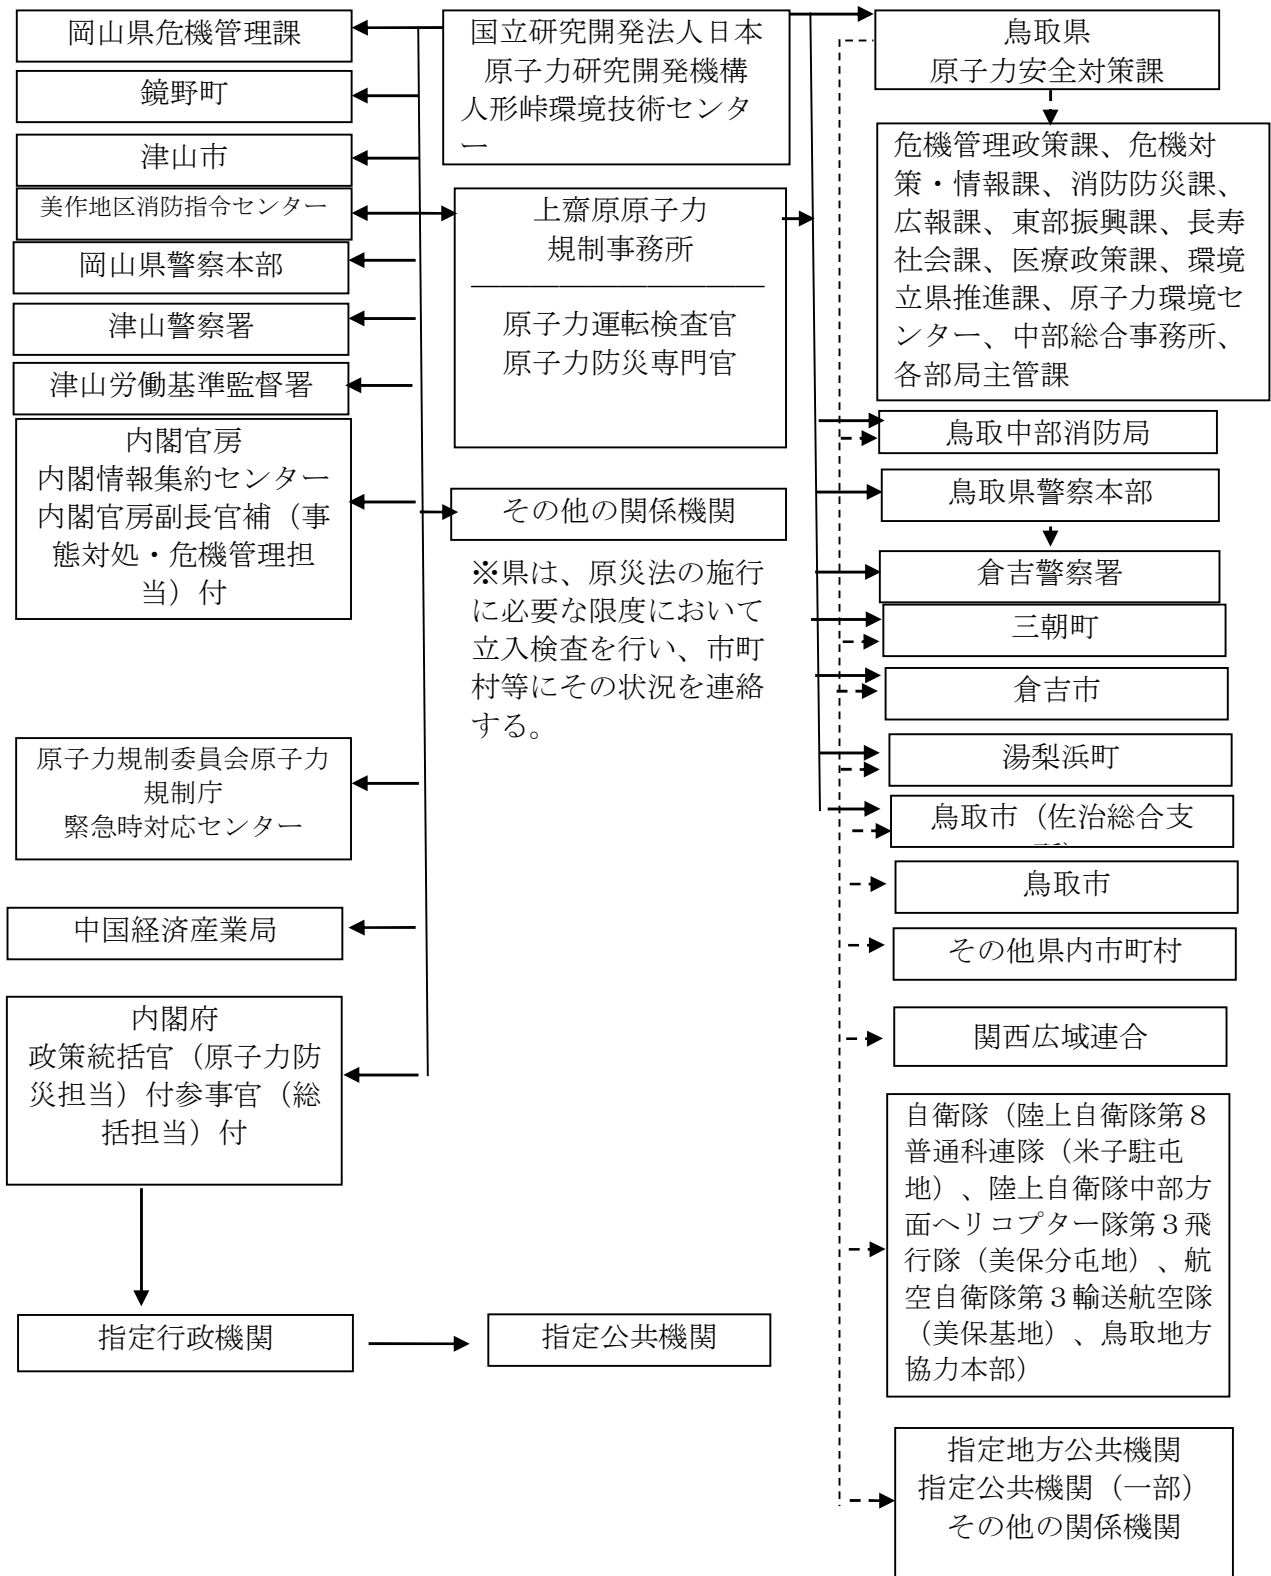 岡山県危機管理課
鏡野町
津山市
美作地区消防指令センター
岡山県警察本部
津山警察署
津山労働基準監督署
内閣官房
内閣情報集約センター
内閣官房副長官補（事
態対処・危機管理担
当）付
原子力規制委員会原子力
規制庁
緊急時対応センター
中国経済産業局
内閣府
政策統括官（原子力防
災担当）付参事官（総
括担当）付
指定行政機関
国立研究開発法人日本
原子力研究開発機構
人形峠環境技術センタ
ー
上齋原原子力
規制事務所
原子力運転検査官
原子力防災専門官
その他の関係機関
※県は、原災法の施行
に必要な限度において
立入検査を行い、市町
村等にその状況を連絡
する。
指定公共機関
鳥取県
原子力安全対策課
危機管理政策課、危機対
策・情報課、消防防災課、
広報課、東部振興課、長寿
社会課、医療政策課、環境
立県推進課、原子力環境セ
ンター、中部総合事務所、
各部局主管課
鳥取中部消防局
鳥取県警察本部
倉吉警察署
三朝町
倉吉市
湯梨浜町
鳥取市（佐治総合支
鳥取市
その他県内市町村
関西広域連合
自衛隊（陸上自衛隊第８
普通科連隊（米子駐屯
地）、陸上自衛隊中部方
面ヘリコプター隊第３飛
行隊（美保分屯地）、航
空自衛隊第３輸送航空隊
（美保基地）、鳥取地方
協力本部）
指定地方公共機関
指定公共機関（一部）
その他の関係機関